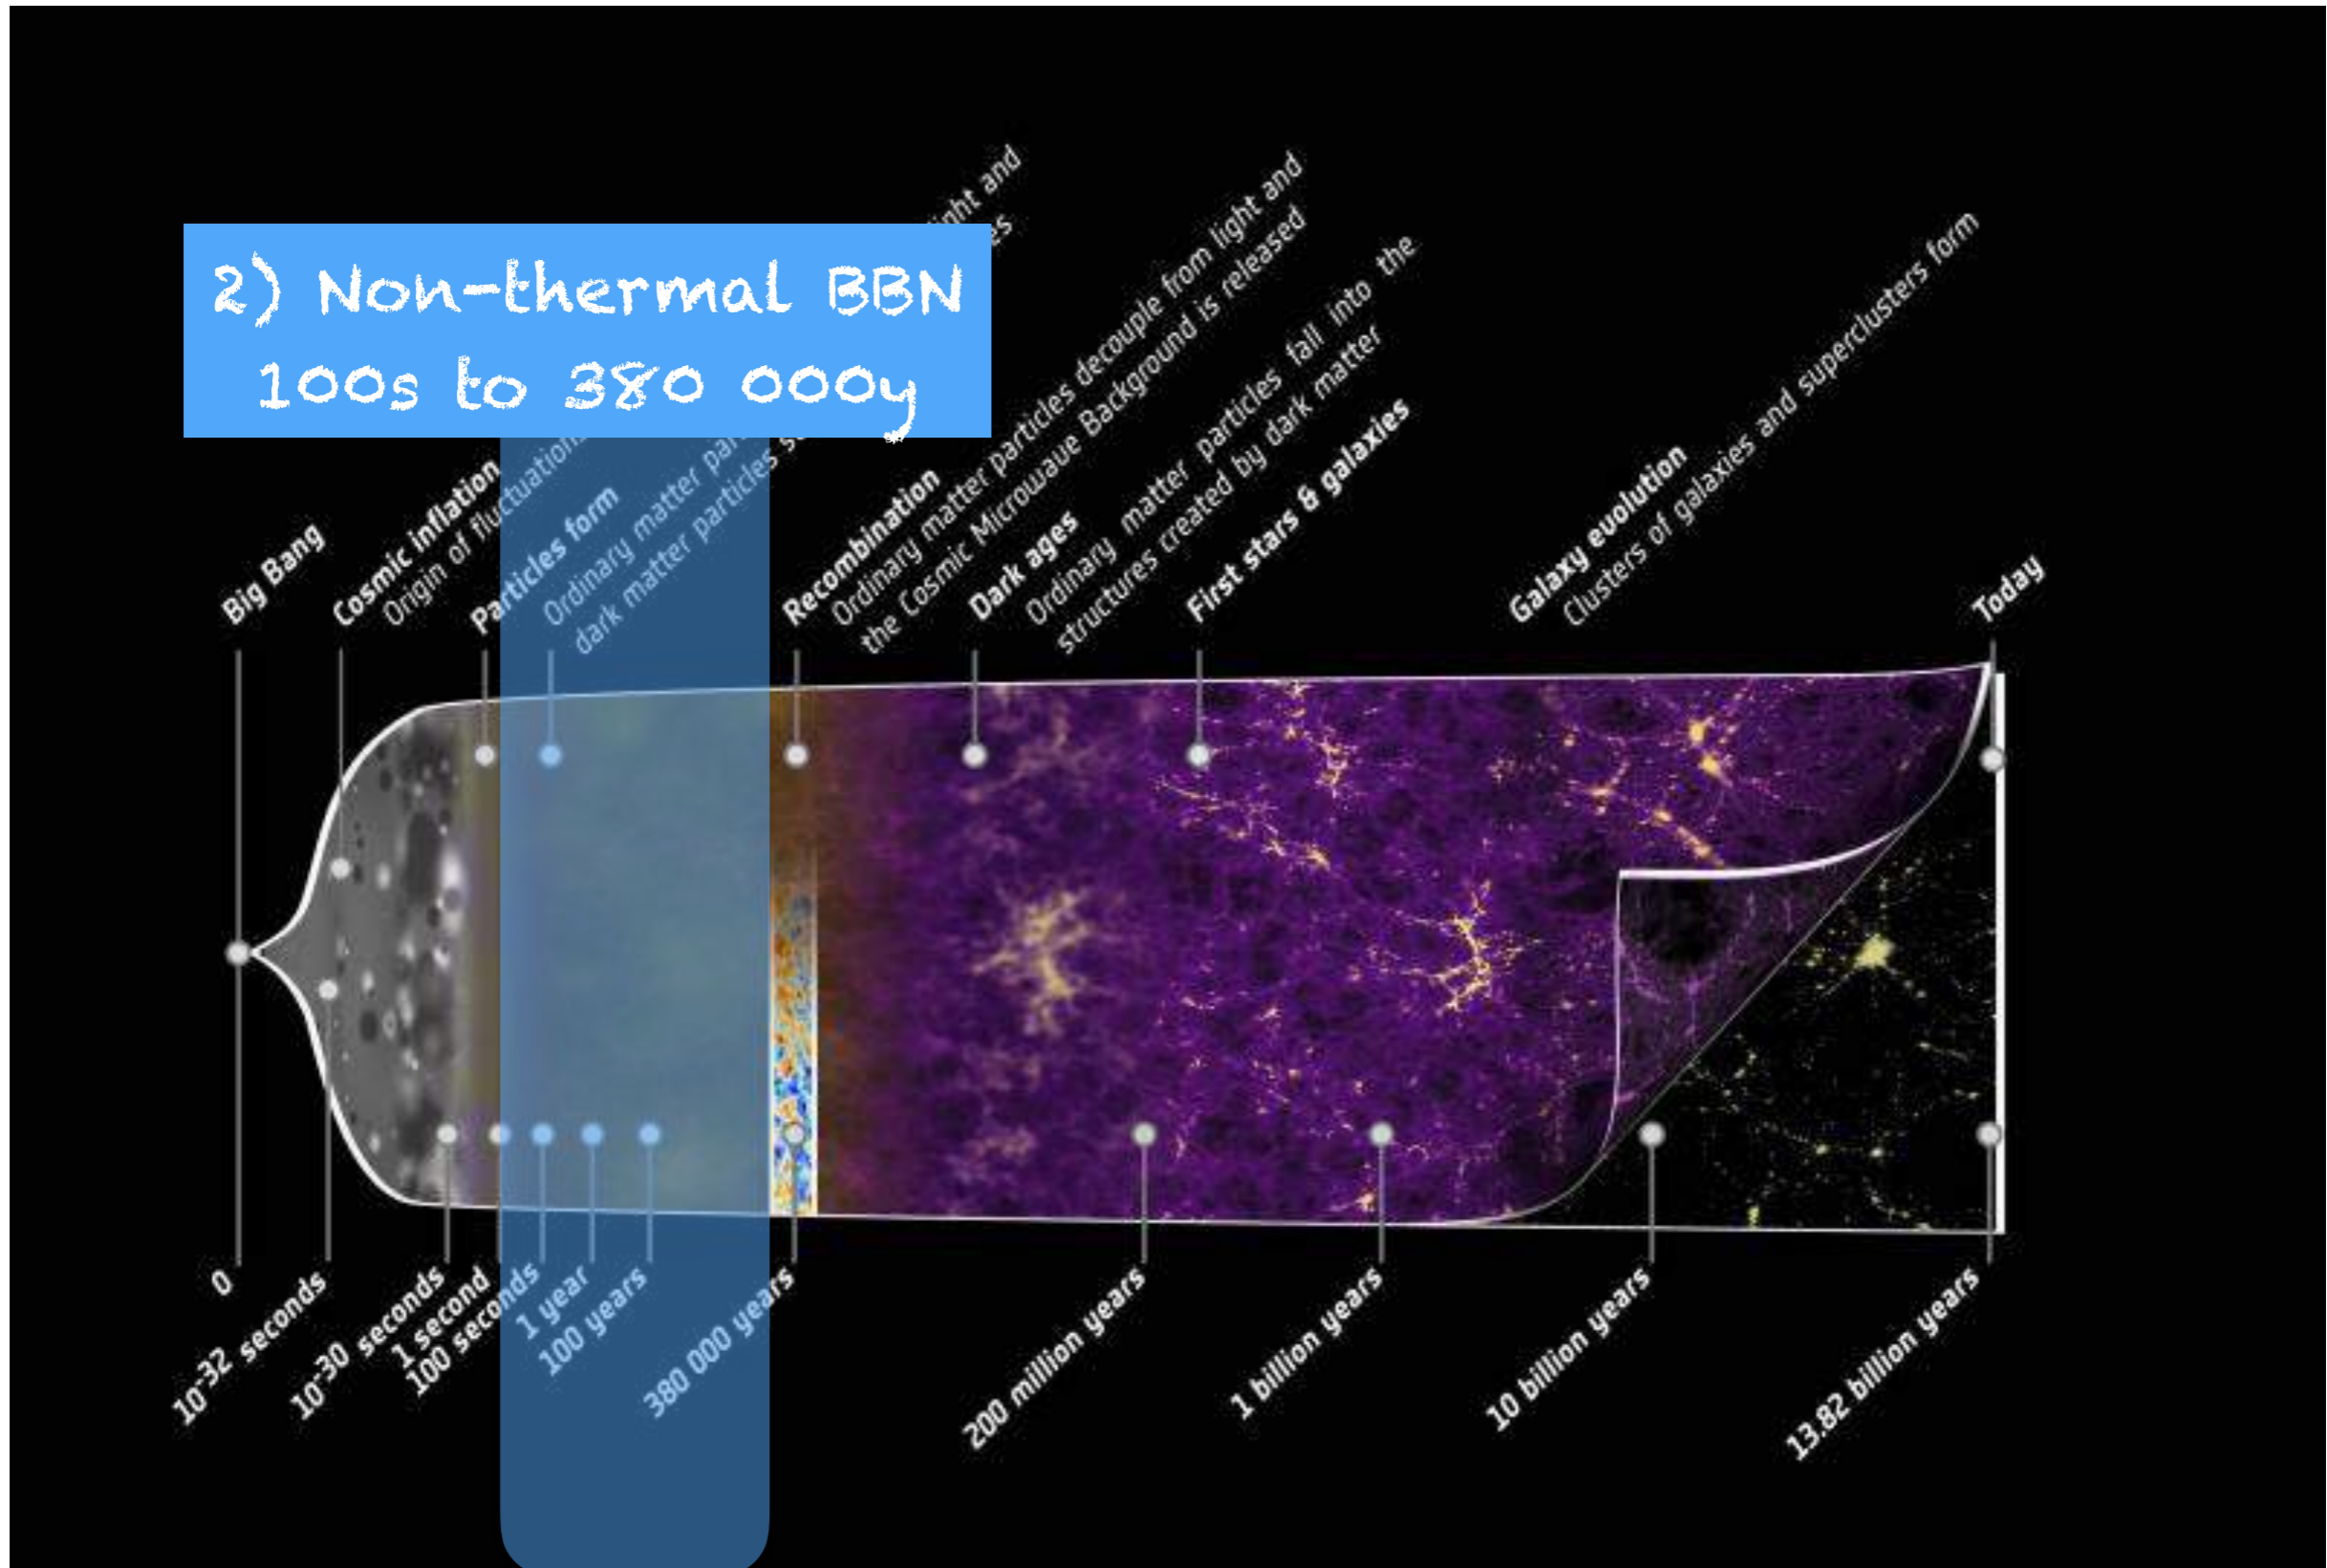 2) Non-thermal BBN
100s to 380 000y
Big Bang
Cosmic inflation
Origin of fluctuations
Particles form
Ordinary matter
dark matter particles
light and
Recombination
Ordinary matter particles decouple from light and
the Cosmic Microwave Background is released
Dark ages
Ordinary matter particles fall into the
structures created by dark matter
First stars & galaxies
Galaxy evolution
Clusters of galaxies and superclusters form
Today
0
10-32 seconds
10-30 seconds
1 second
100 seconds
1 year
100 years
380 000 years
200 million years
1 billion years
10 billion years
13.82 billion years